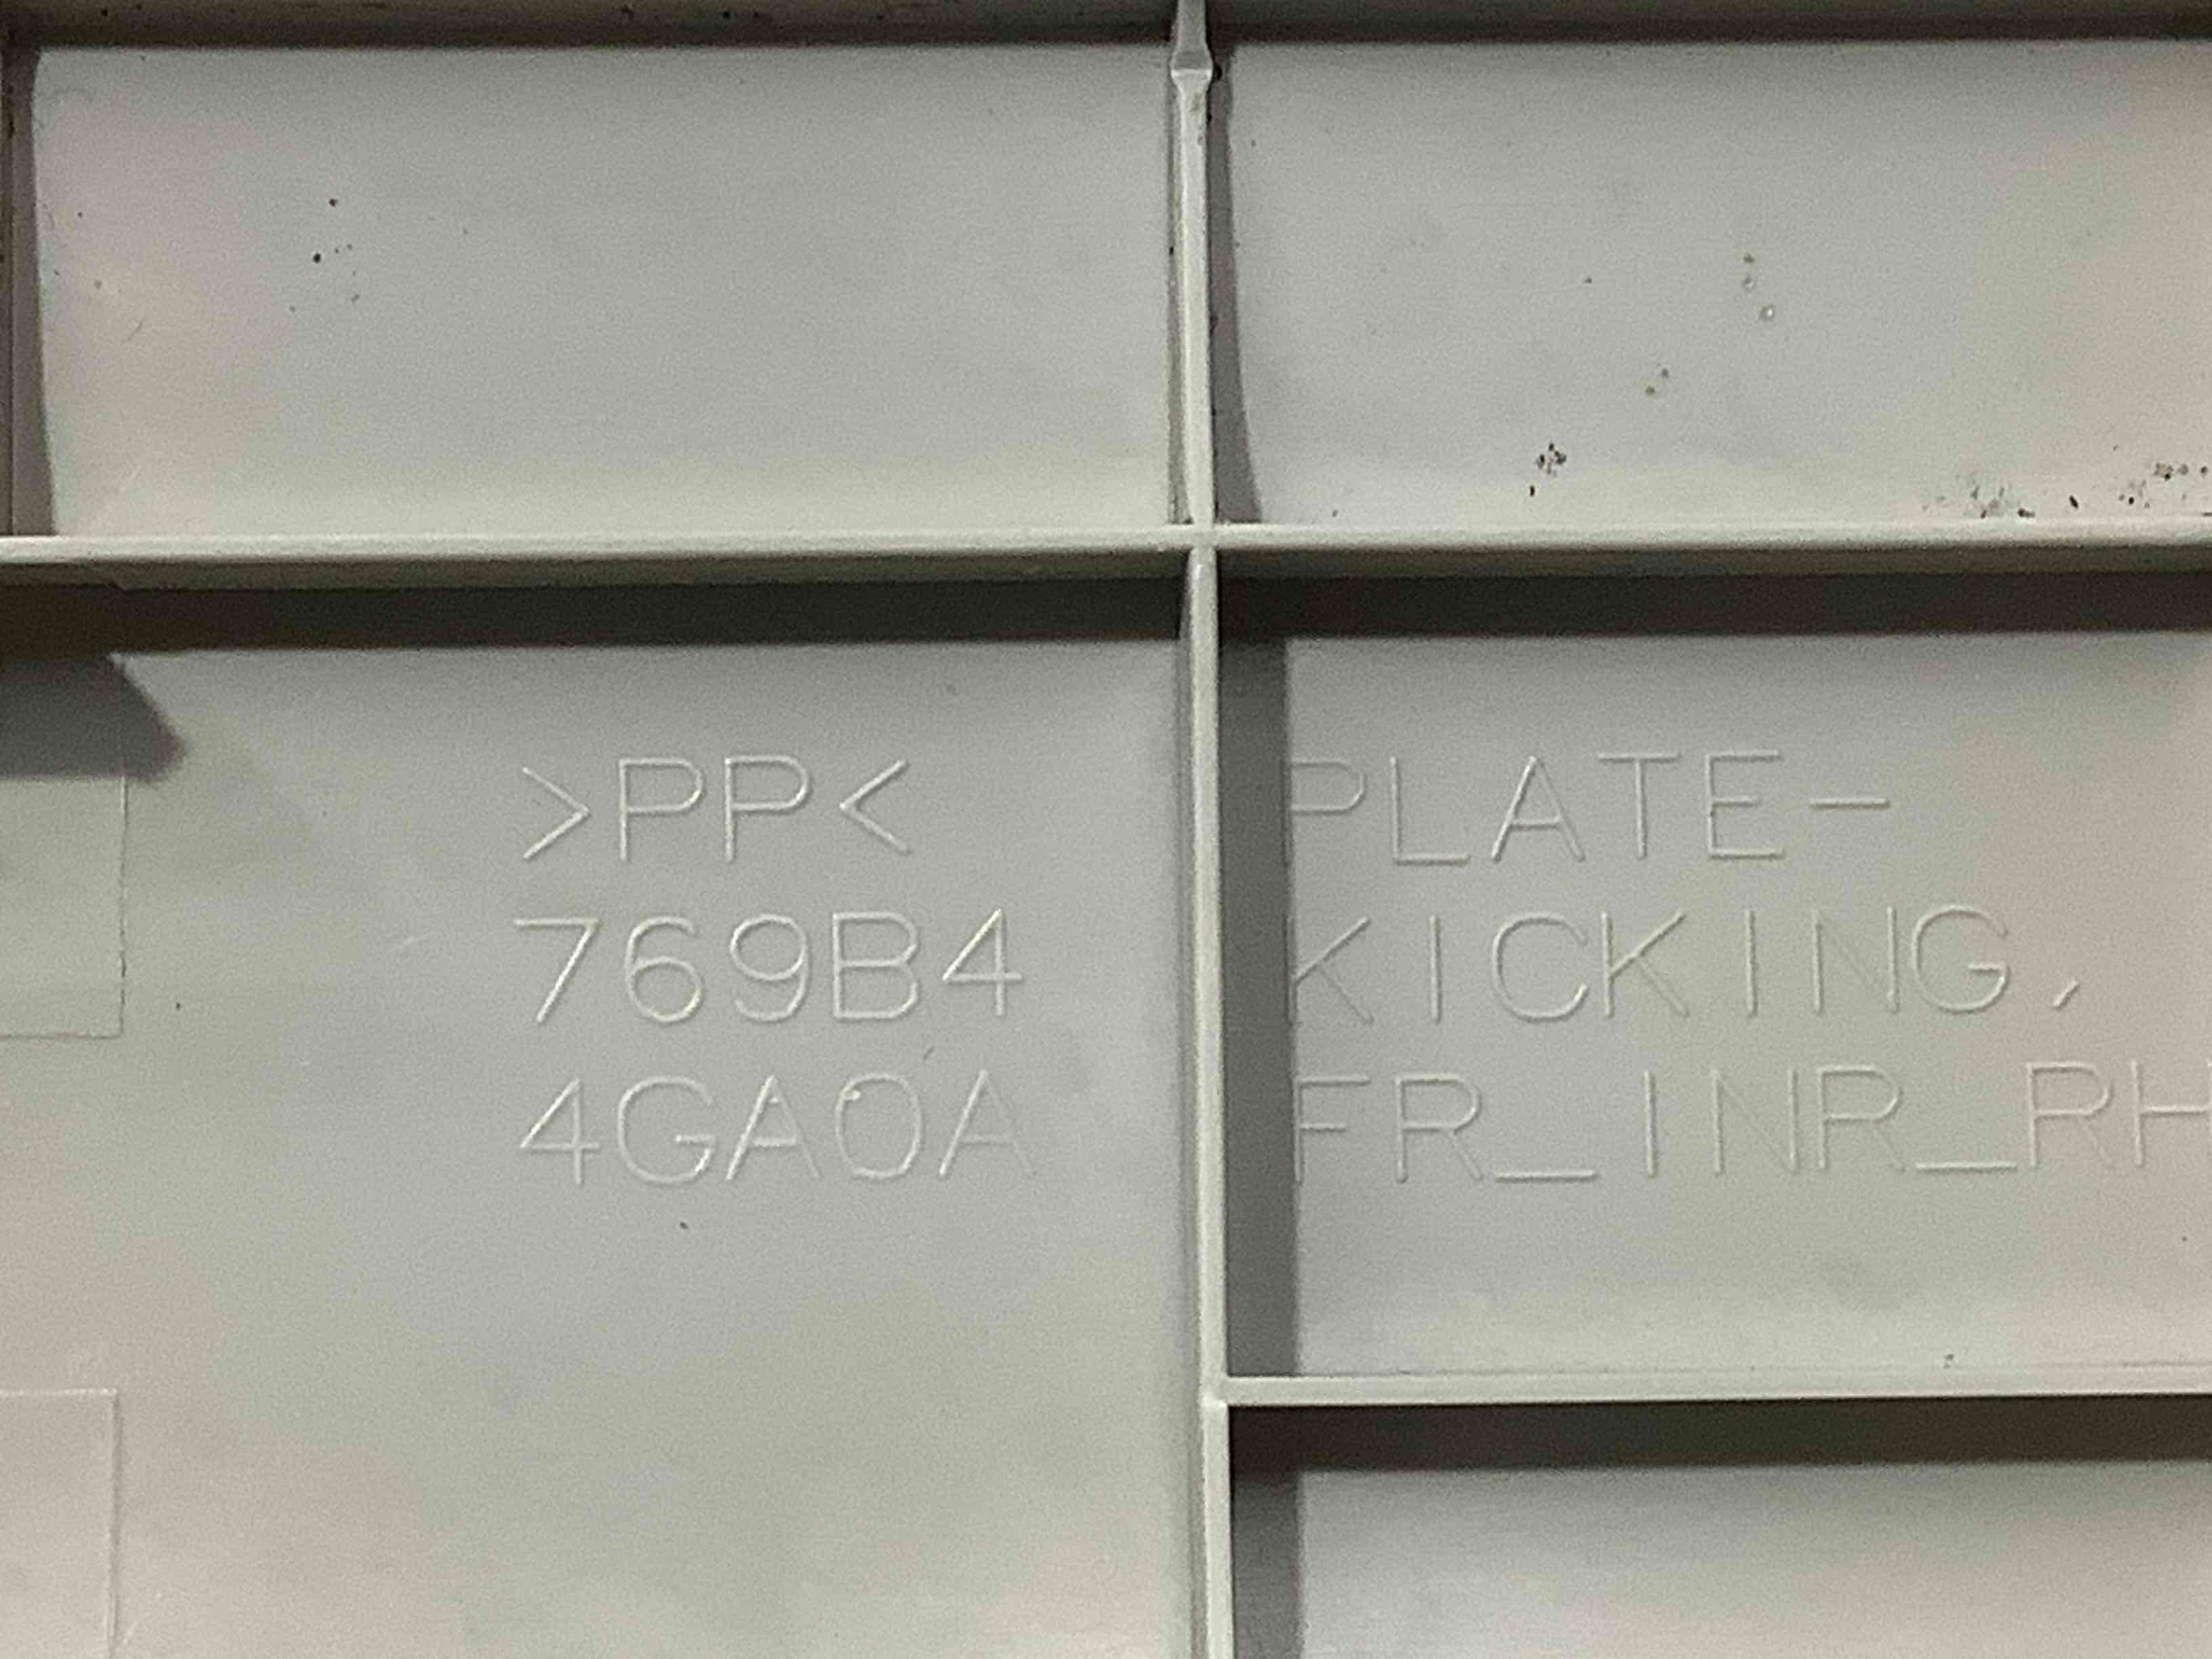 >PP<
769B4
4GA0A
PLATE-
KICKING,
FR_INR_RH